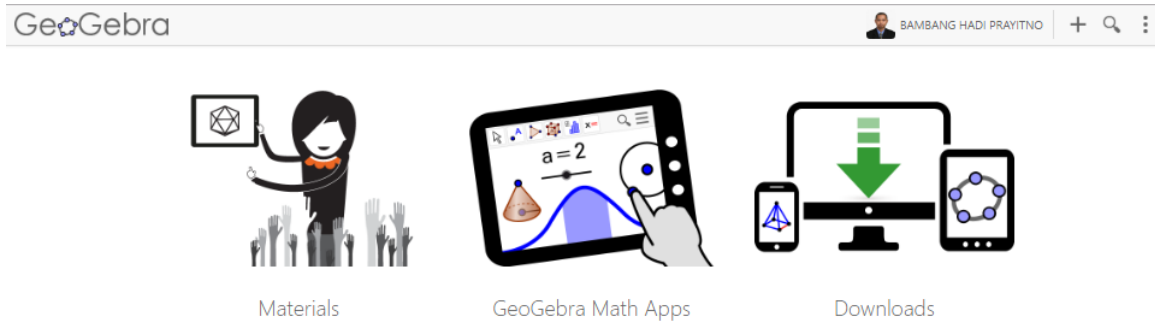 GeoGebra
BAMBANG HADI PRAYITNO
a=2
Materials
GeoGebra Math Apps
Downloads